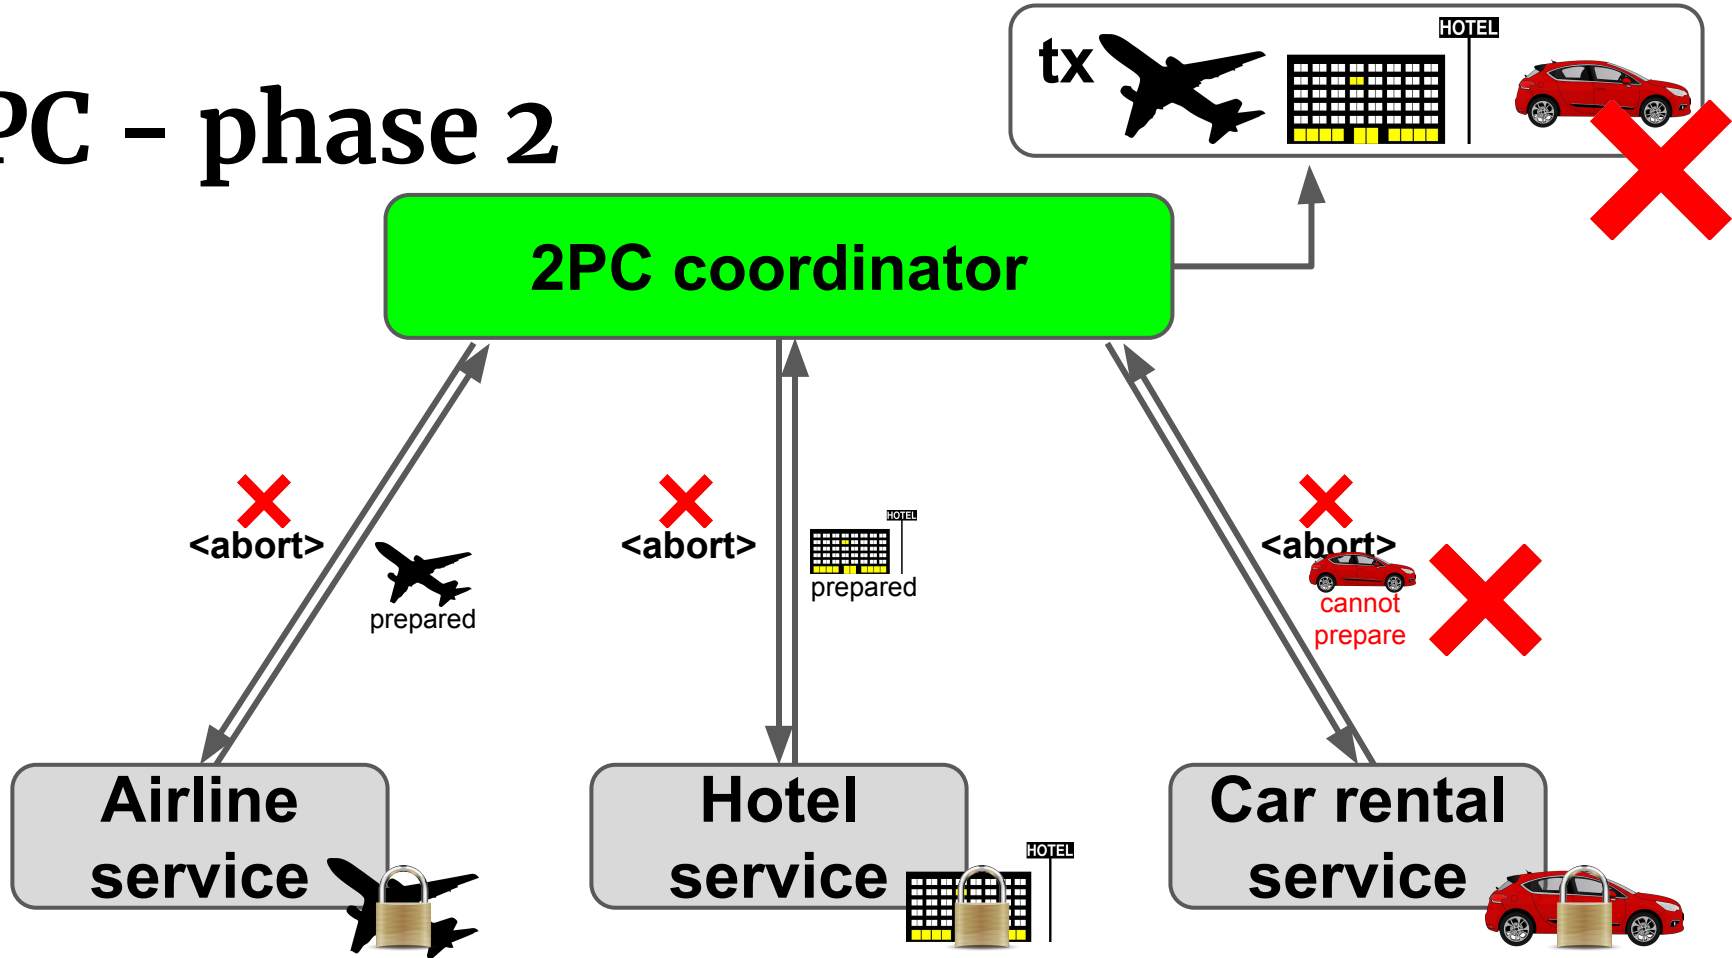 HOTEL
tx
PC - phase 2
2PC coordinator
<abort>
<abort>
<abort>
HOTEL
prepared
prepared
cannot
prepare
Airline
service
Hotel
service
HOTEL
Car rental
service